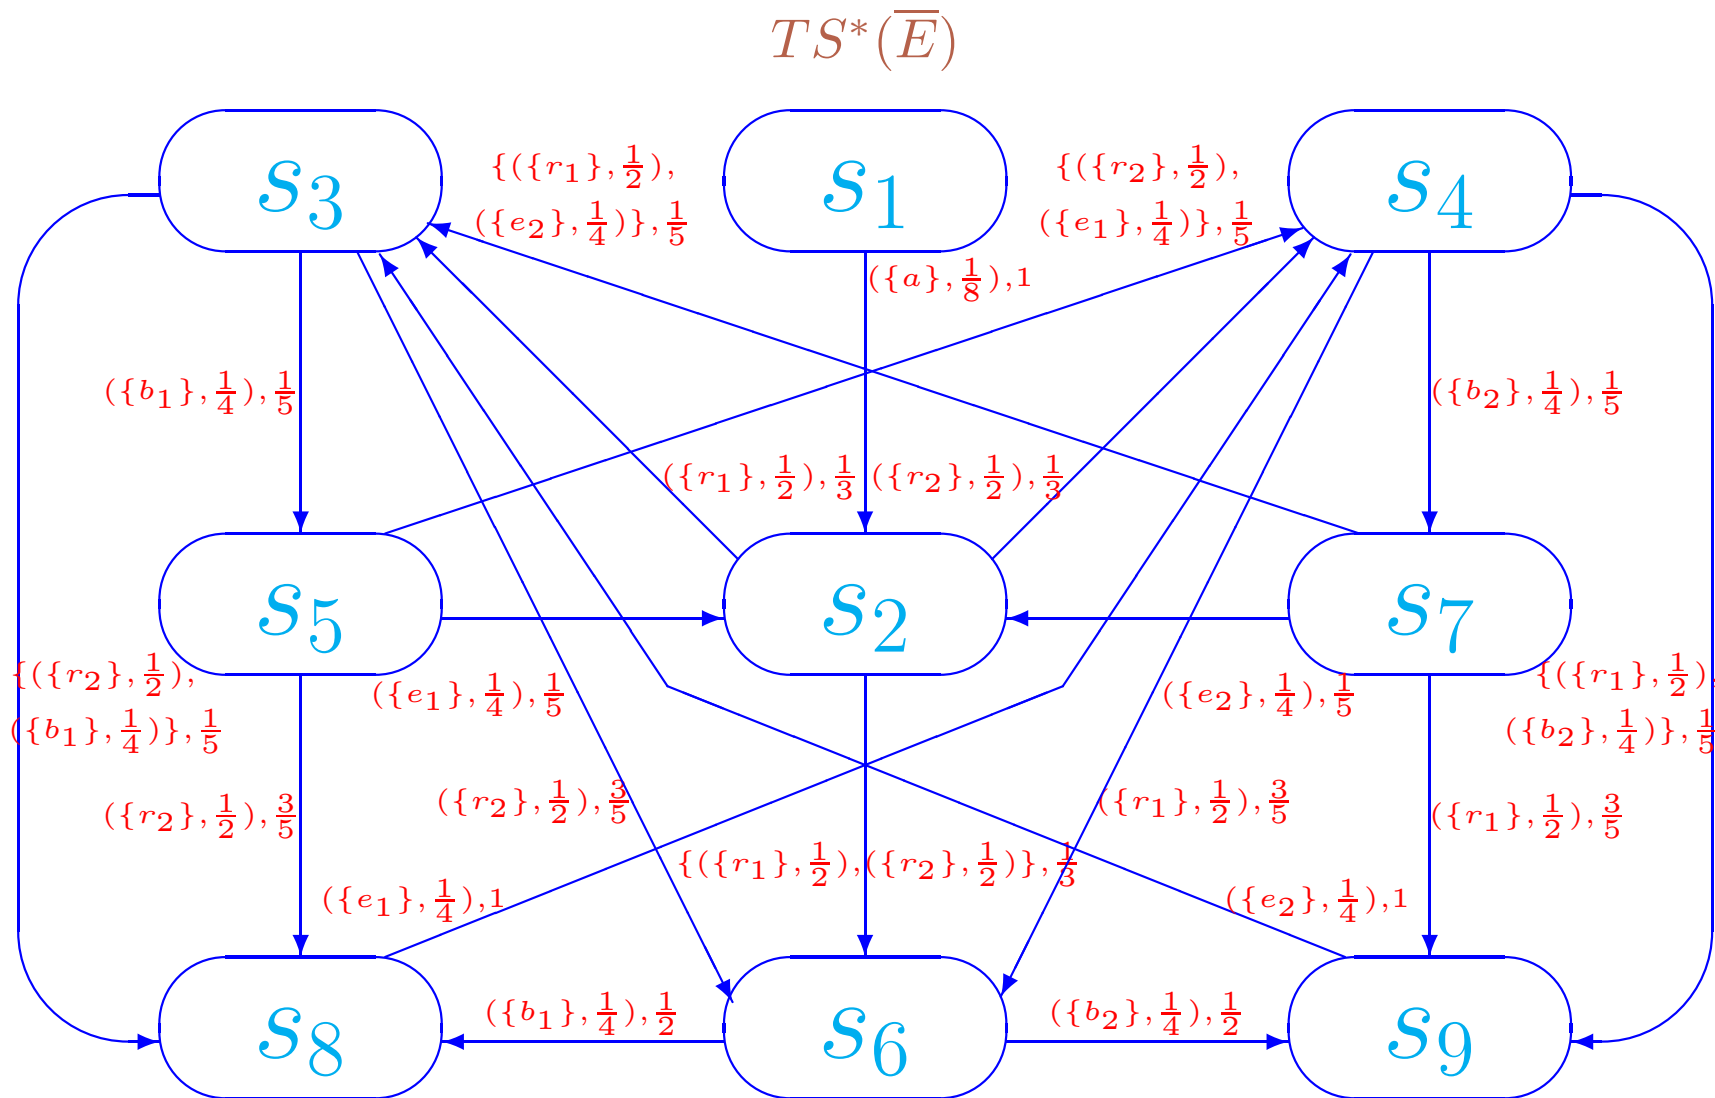 TS*(E̅)
s₃
s₁
s₄
{({r₁},1/2),
({e₂},1/4)},1/5
{({r₂},1/2),
({e₁},1/4)},1/5
({a},1/8),1
({b₁},1/4),1/5
({b₂},1/4),1/5
({r₁},1/2),1/3
({r₂},1/2),1/3
s₅
s₂
s₇
{({r₂},1/2),
({b₁},1/4)},1/5
({e₁},1/4),1/5
({e₂},1/4),1/5
{({r₁},1/2),
({b₂},1/4)},1/5
({r₂},1/2),3/5
({r₂},1/2),3/5
({r₁},1/2),3/5
({r₁},1/2),3/5
{({r₁},1/2),({r₂},1/2)},1/3
({e₁},1/4),1
({e₂},1/4),1
({b₁},1/4),1/2
({b₂},1/4),1/2
s₈
s₆
s₉